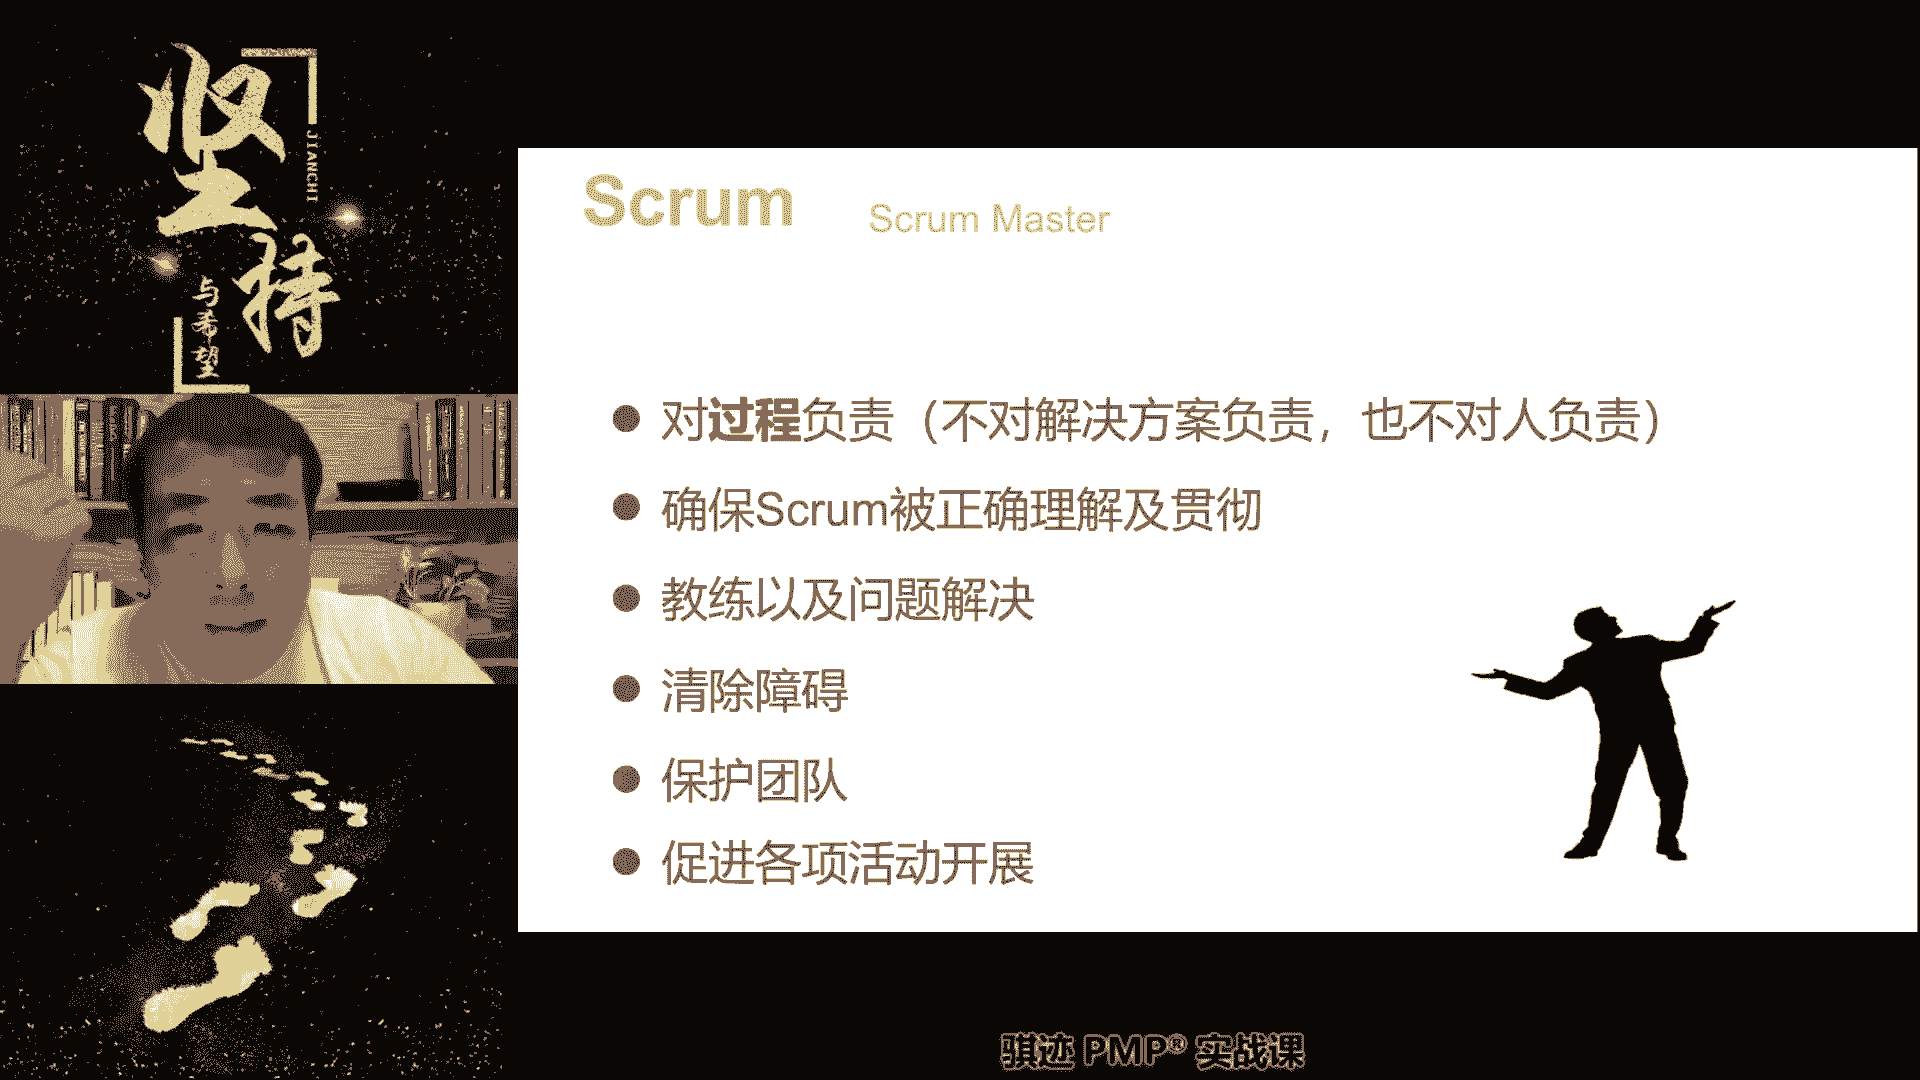 坚持
JIANCHI
与希望
Scrum
Scrum Master
● 对过程负责（不对解决方案负责，也不对人负责）
● 确保Scrum被正确理解及贯彻
● 教练以及问题解决
● 清除障碍
● 保护团队
● 促进各项活动开展
骐迹 PMP® 实战课